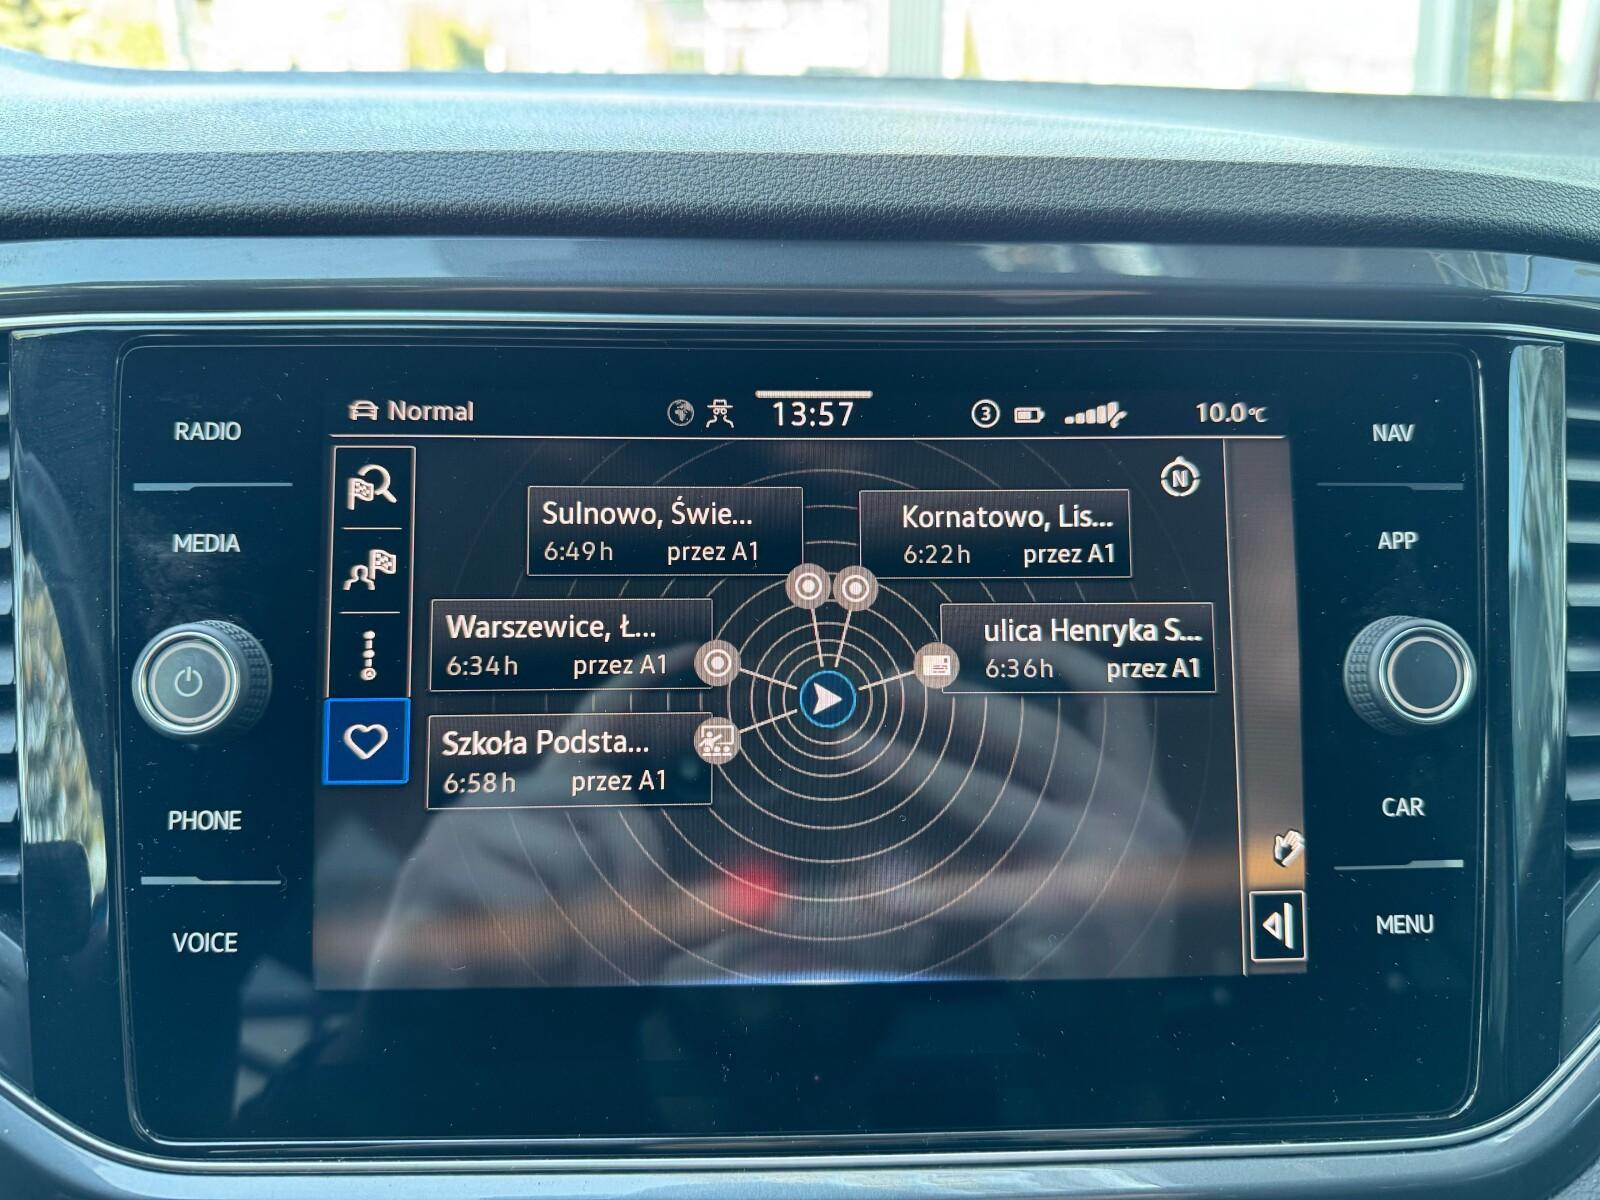 RADIO
MEDIA
PHONE
VOICE
Normal
13:57
3
10.0°C
N
Sulnowo, Świe...
6:49h przez A1
Kornatowo, Lis...
6:22h przez A1
Warszewice, Ł...
6:34h przez A1
ulica Henryka S...
6:36h przez A1
Szkoła Podsta...
6:58h przez A1
NAV
APP
CAR
MENU